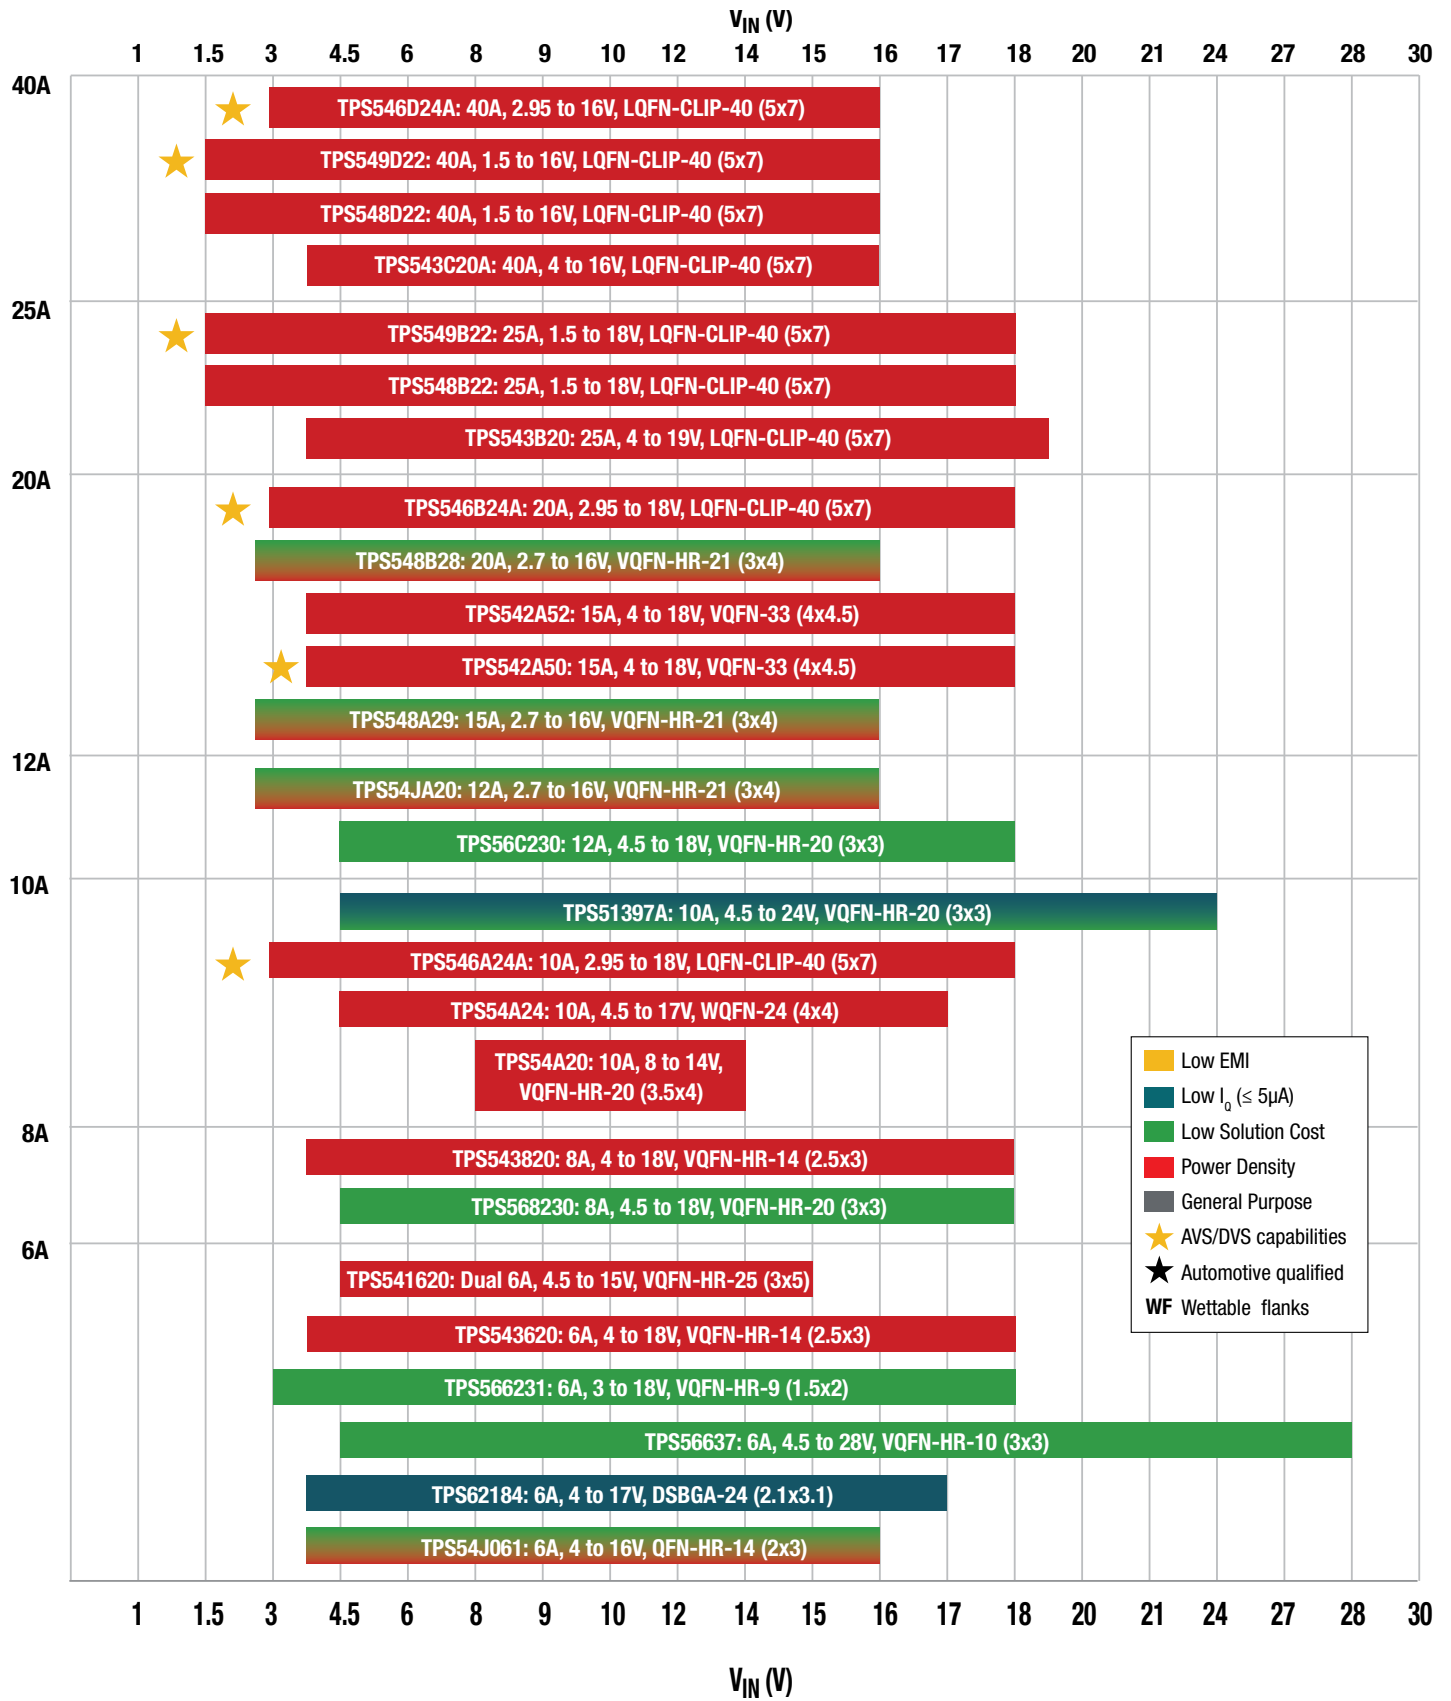 VIN (V)
1 1.5 3 4.5 6 8 9 10 12 14 15 16 17 18 20 21 24 27 28 30
40A
TPS546D24A: 40A, 2.95 to 16V, LQFN-CLIP-40 (5x7)
TPS549D22: 40A, 1.5 to 16V, LQFN-CLIP-40 (5x7)
TPS548D22: 40A, 1.5 to 16V, LQFN-CLIP-40 (5x7)
TPS543C20A: 40A, 4 to 16V, LQFN-CLIP-40 (5x7)
25A
TPS549B22: 25A, 1.5 to 18V, LQFN-CLIP-40 (5x7)
TPS548B22: 25A, 1.5 to 18V, LQFN-CLIP-40 (5x7)
TPS543B20: 25A, 4 to 19V, LQFN-CLIP-40 (5x7)
20A
TPS546B24A: 20A, 2.95 to 18V, LQFN-CLIP-40 (5x7)
TPS548B28: 20A, 2.7 to 16V, VQFN-HR-21 (3x4)
TPS542A52: 15A, 4 to 18V, VQFN-33 (4x4.5)
TPS542A50: 15A, 4 to 18V, VQFN-33 (4x4.5)
TPS548A29: 15A, 2.7 to 16V, VQFN-HR-21 (3x4)
12A
TPS54JA20: 12A, 2.7 to 16V, VQFN-HR-21 (3x4)
TPS56C230: 12A, 4.5 to 18V, VQFN-HR-20 (3x3)
10A
TPS51397A: 10A, 4.5 to 24V, VQFN-HR-20 (3x3)
TPS546A24A: 10A, 2.95 to 18V, LQFN-CLIP-40 (5x7)
TPS54A24: 10A, 4.5 to 17V, WQFN-24 (4x4)
TPS54A20: 10A, 8 to 14V,
VQFN-HR-20 (3.5x4)
8A
TPS543820: 8A, 4 to 18V, VQFN-HR-14 (2.5x3)
TPS568230: 8A, 4.5 to 18V, VQFN-HR-20 (3x3)
6A
TPS541620: Dual 6A, 4.5 to 15V, VQFN-HR-25 (3x5)
TPS543620: 6A, 4 to 18V, VQFN-HR-14 (2.5x3)
TPS566231: 6A, 3 to 18V, VQFN-HR-9 (1.5x2)
TPS56637: 6A, 4.5 to 28V, VQFN-HR-10 (3x3)
TPS62184: 6A, 4 to 17V, DSBGA-24 (2.1x3.1)
TPS54J061: 6A, 4 to 16V, QFN-HR-14 (2x3)
Low EMI
Low IQ (≤ 5µA)
Low Solution Cost
Power Density
General Purpose
AVS/DVS capabilities
Automotive qualified
WF Wettable flanks
1 1.5 3 4.5 6 8 9 10 12 14 15 16 17 18 20 21 24 27 28 30
VIN (V)